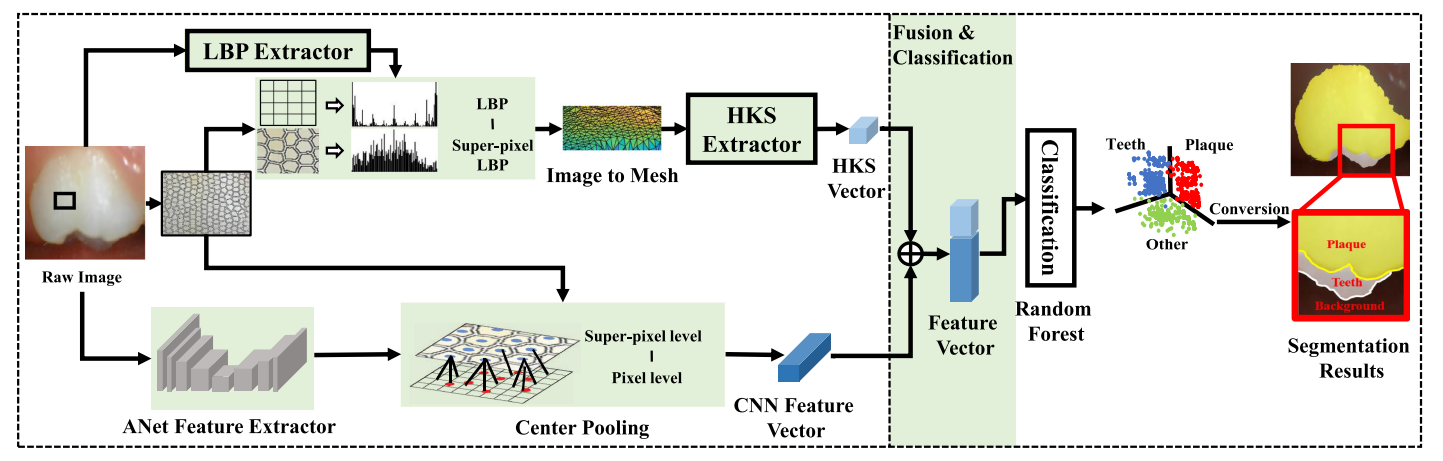 LBP Extractor
LBP
Super-pixel
LBP
Image to Mesh
HKS
Extractor
HKS
Vector
Raw Image
ANet Feature Extractor
Super-pixel level
Pixel level
Center Pooling
CNN Feature
Vector
Fusion &
Classification
Feature
Vector
Classification
Random
Forest
Teeth
Plaque
Other
Conversion
Plaque
Teeth
Background
Segmentation
Results